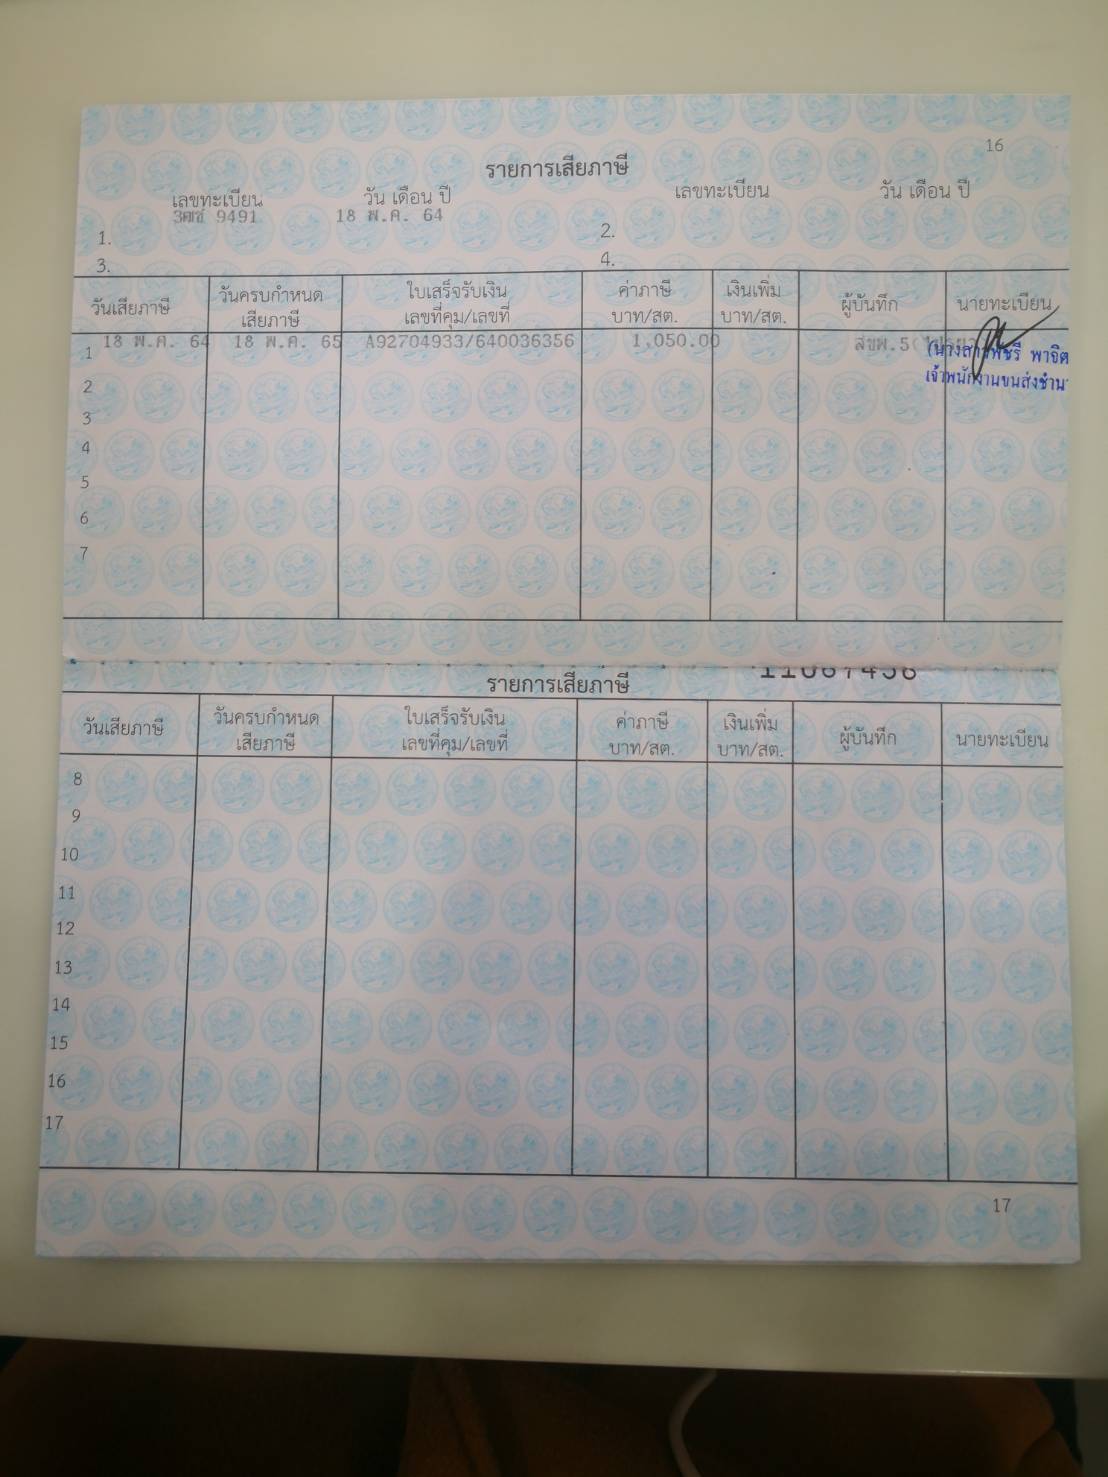 16
รายการเสียภาษี
เลขทะเบียน วัน เดือน ปี เลขทะเบียน วัน เดือน ปี
3ฒฆ 9491 18 พ.ค. 64
1. 2.
3. 4.
วันเสียภาษี วันครบกำหนด เสียภาษี ใบเสร็จรับเงิน เลขที่คุม/เลขที่ ค่าภาษี บาท/สต. เงินเพิ่ม บาท/สต. ผู้บันทึก นายทะเบียน
1 18 พ.ค. 64 18 พ.ค. 65 A92704933/640036356 1,050.00 สขพ.5
พาจิต
เจ้าพนักงานขนส่งชำนา
2
3
4
5
6
7
11067456
รายการเสียภาษี
วันเสียภาษี วันครบกำหนด เสียภาษี ใบเสร็จรับเงิน เลขที่คุม/เลขที่ ค่าภาษี บาท/สต. เงินเพิ่ม บาท/สต. ผู้บันทึก นายทะเบียน
8
9
10
11
12
13
14
15
16
17
17